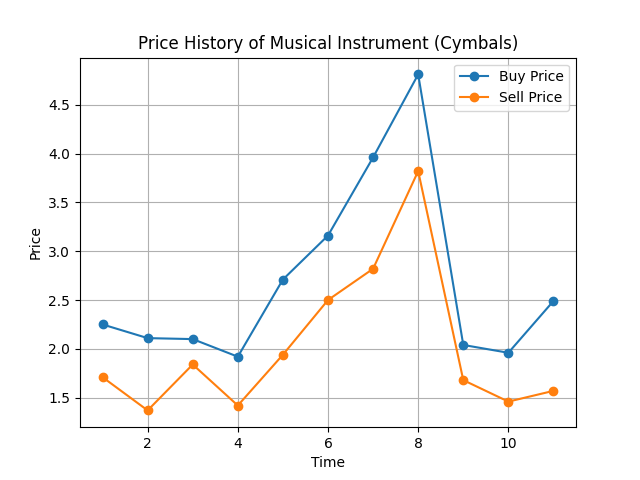 Price History of Musical Instrument (Cymbals)
Buy Price
Sell Price
4.5
4.0
3.5
3.0
2.5
2.0
1.5
Price
2 4 6 8 10
Time